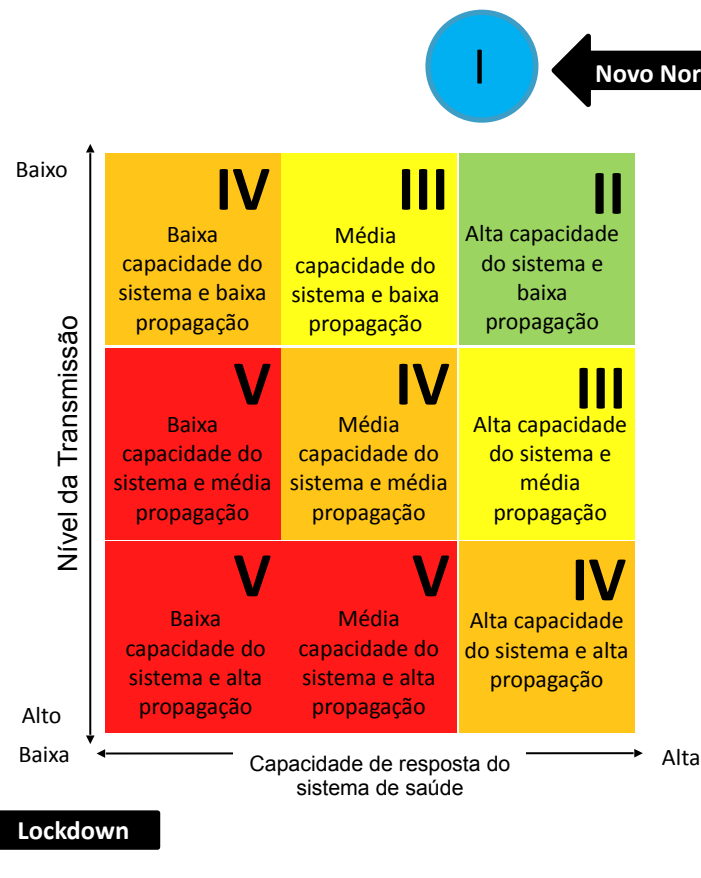 I
Novo Nor
Baixo
IV
Baixa
capacidade do
sistema e baixa
propagação
III
Média
capacidade do
sistema e baixa
propagação
II
Alta capacidade
do sistema e
baixa
propagação
Nível da Transmissão
V
Baixa
capacidade do
sistema e média
propagação
IV
Média
capacidade do
sistema e média
propagação
III
Alta capacidade
do sistema e
média
propagação
V
Baixa
capacidade do
sistema e alta
propagação
V
Média
capacidade do
sistema e alta
propagação
IV
Alta capacidade
do sistema e alta
propagação
Alto
Baixa
Capacidade de resposta do
sistema de saúde
Alta
Lockdown